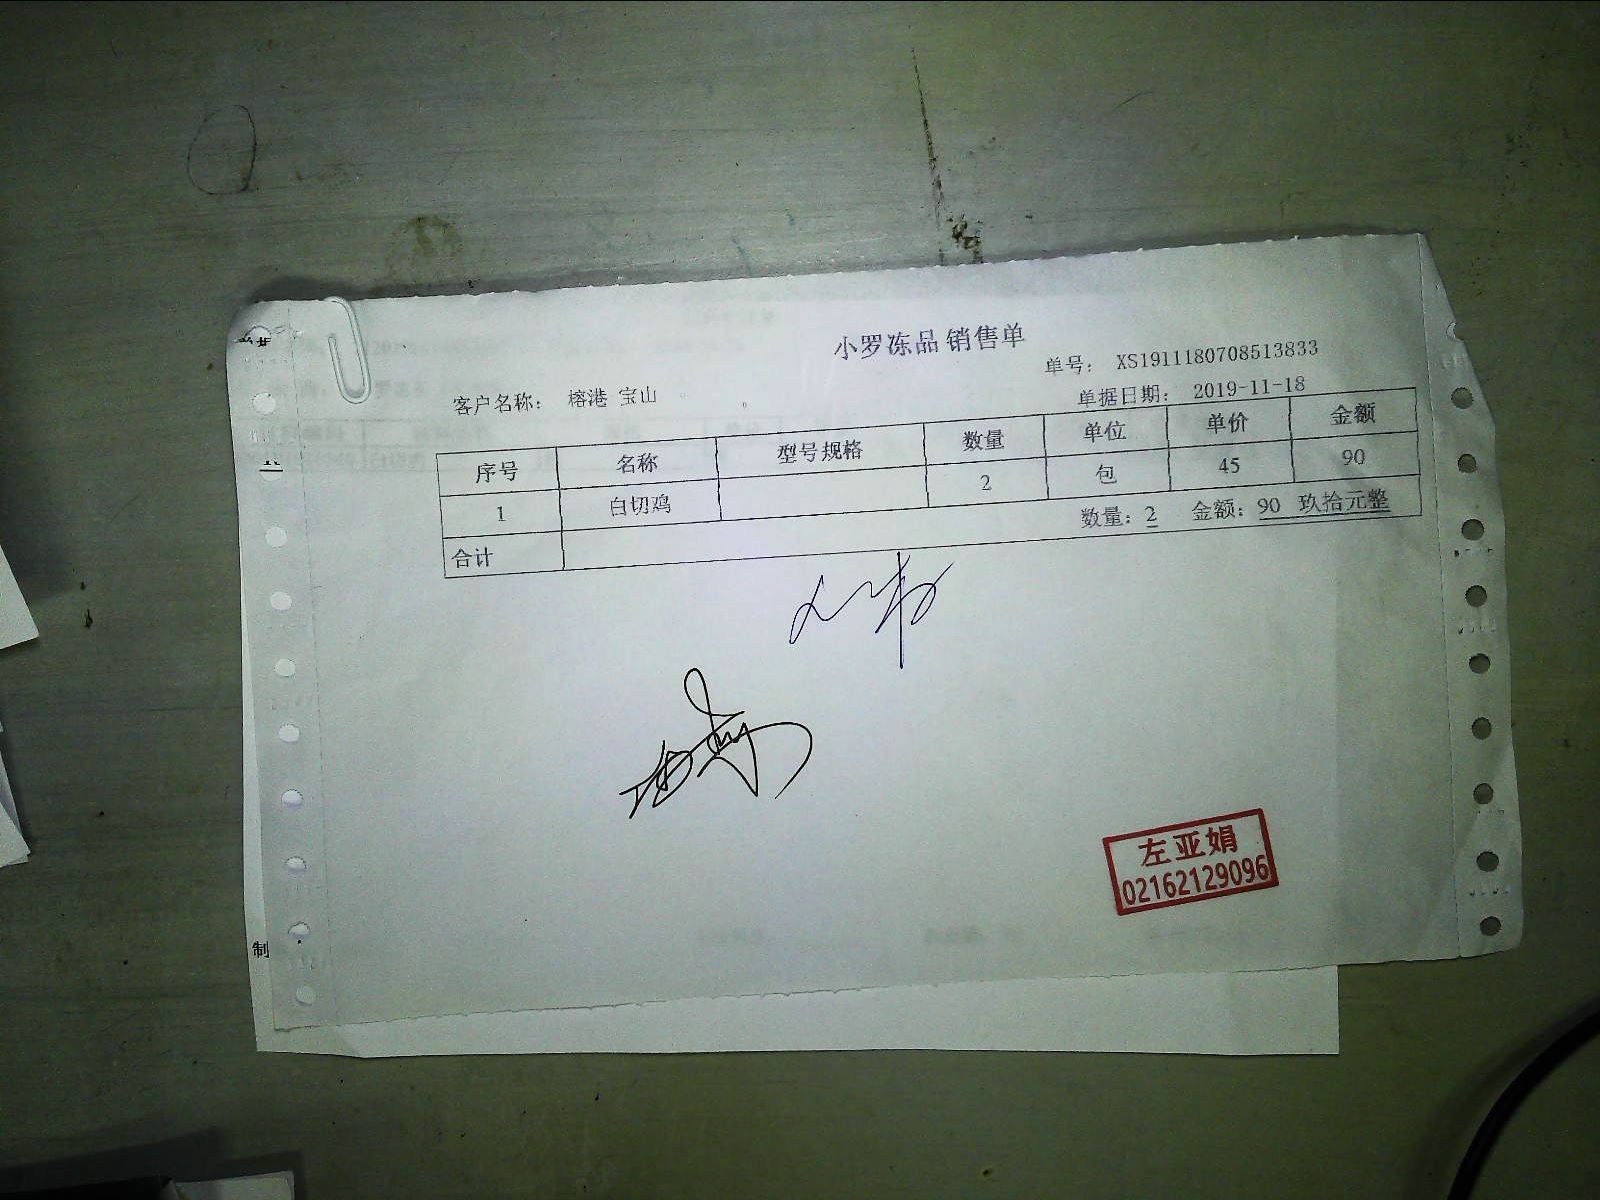 小罗冻品 销售单
单号: XS1911180708513833
客户名称: 榕港 宝山
单据日期: 2019-11-18
序号 名称 型号规格 数量 单位 单价 金额
1 白切鸡 2 包 45 90
合计 数量: 2 金额: 90 玖拾元整
左亚娟
02162129096
制